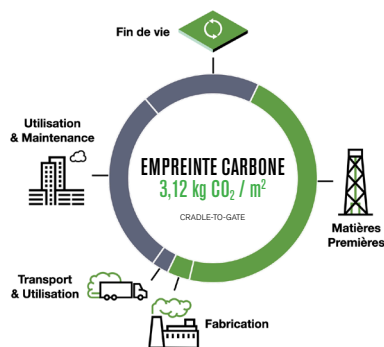 Fin de vie
Utilisation
& Maintenance
EMPREINTE CARBONE
3,12 kg CO₂ / m²
CRADLE-TO-GATE
Matières
Premières
Transport
& Utilisation
Fabrication